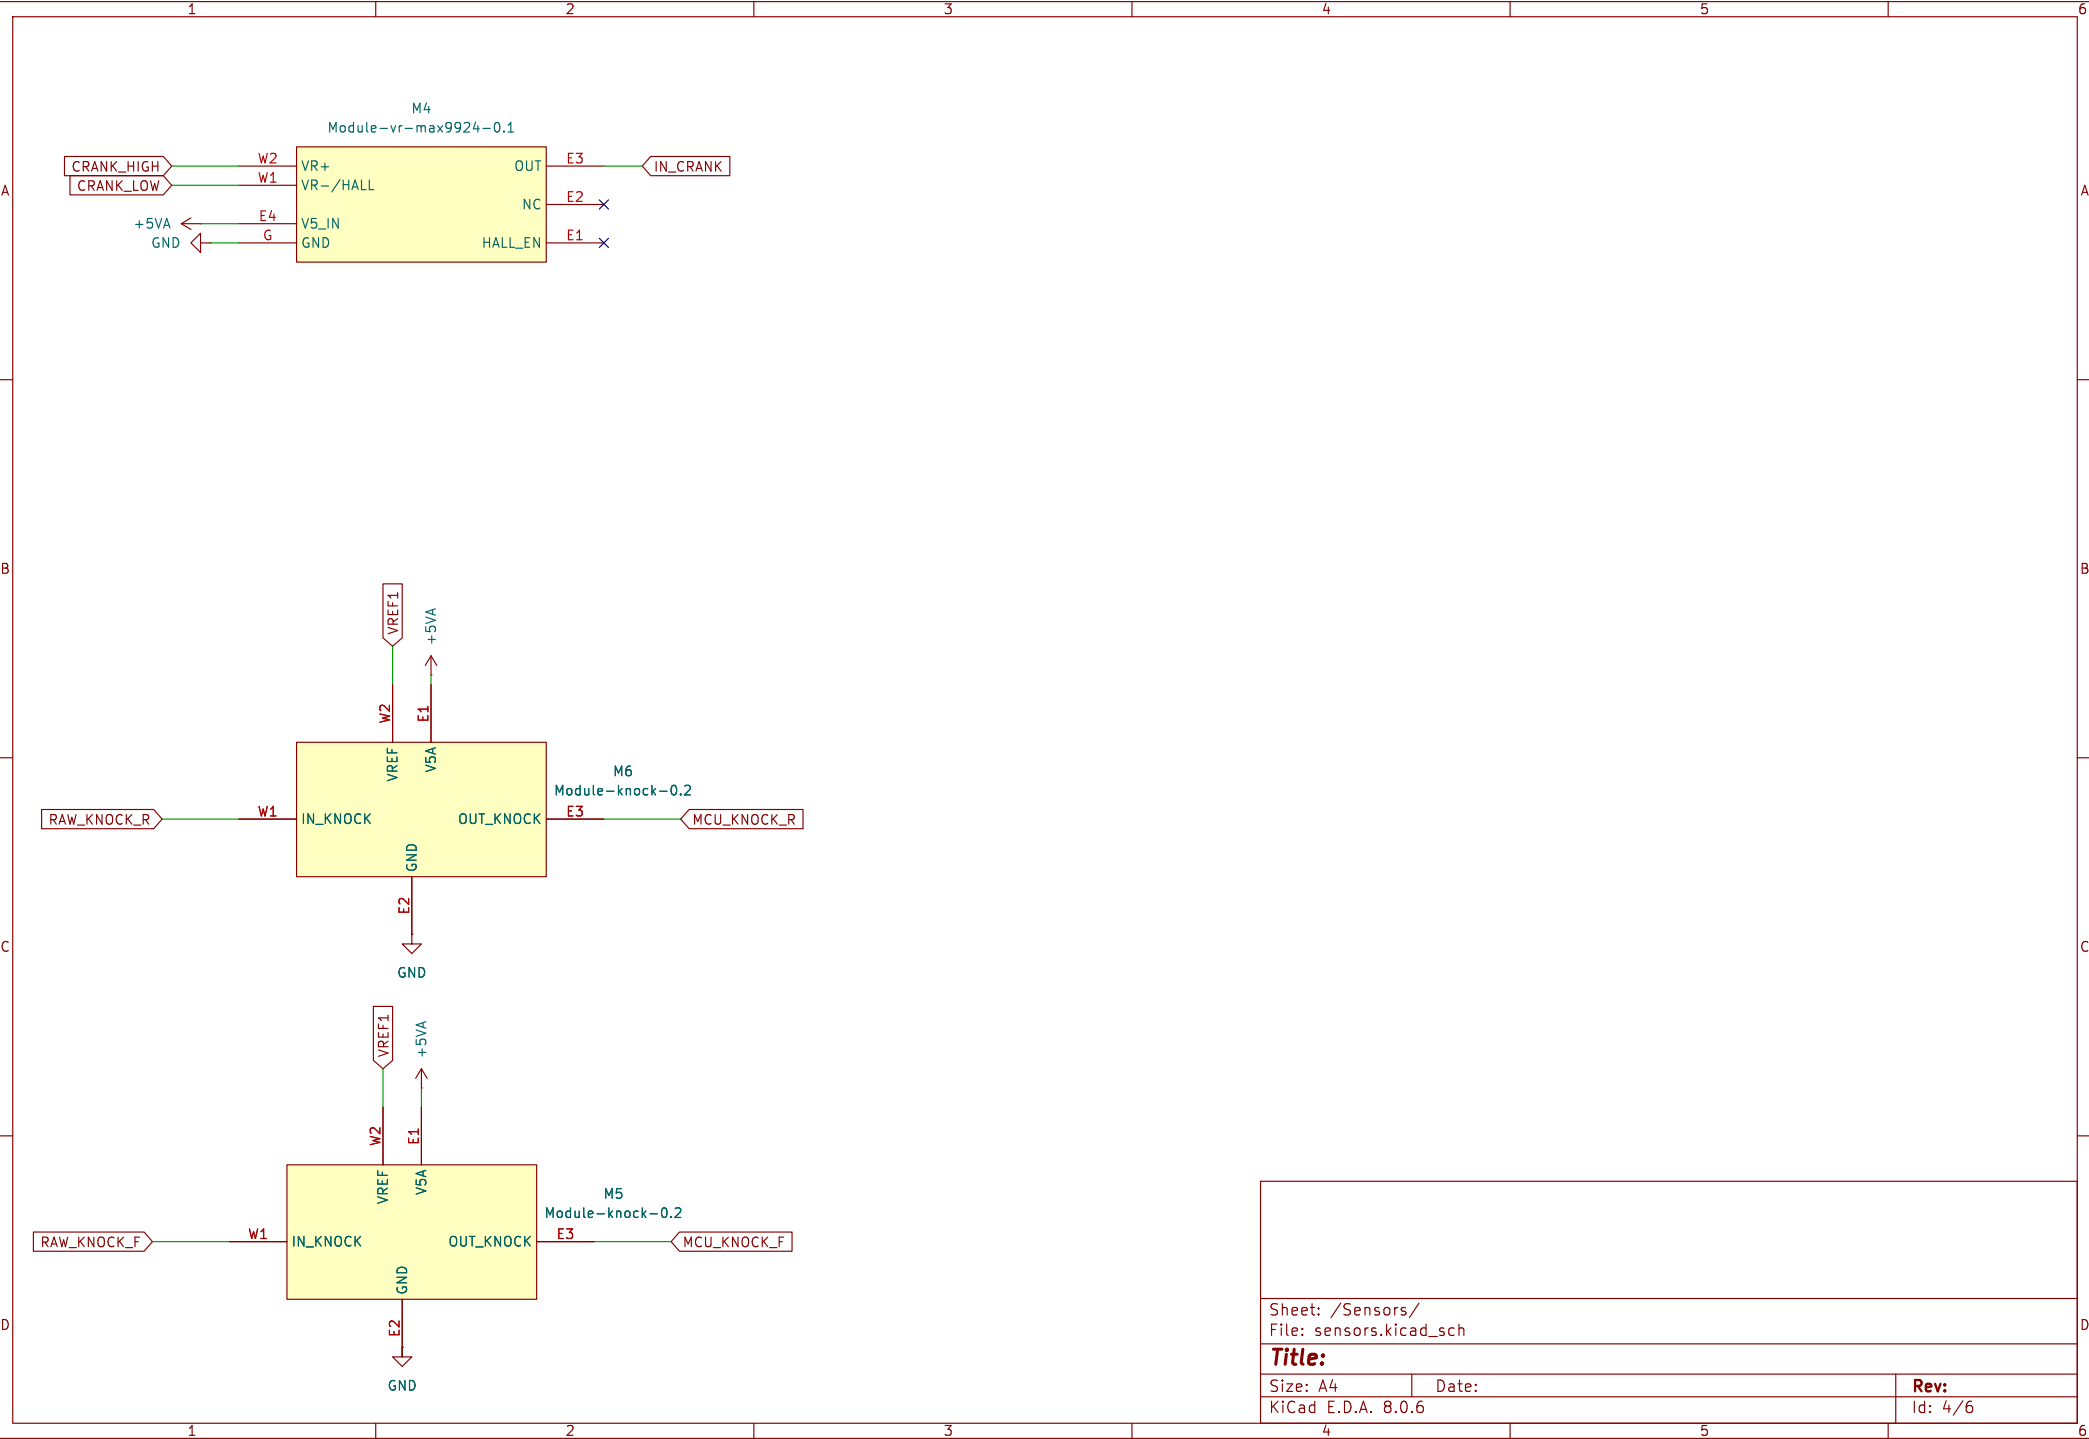 1 2 3 4 5 6
M4
Module-vr-max9924-0.1
CRANK_HIGH W2 VR+ OUT E3 IN_CRANK
CRANK_LOW W1 VR-/HALL
A A
NC E2
+5VA E4 V5_IN
GND G GND HALL_EN E1
B B
VREF1 +5VA
W2 E1
VREF V5A
M6
Module-knock-0.2
RAW_KNOCK_R W1 IN_KNOCK OUT_KNOCK E3 MCU_KNOCK_R
GND
E2
C C
GND
VREF1 +5VA
W2 E1
VREF V5A
M5
Module-knock-0.2
RAW_KNOCK_F W1 IN_KNOCK OUT_KNOCK E3 MCU_KNOCK_F
GND
E2
GND
Sheet: /Sensors/
D D
File: sensors.kicad_sch
Title:
Size: A4 Date: Rev:
KiCad E.D.A. 8.0.6 Id: 4/6
1 2 3 4 5 6